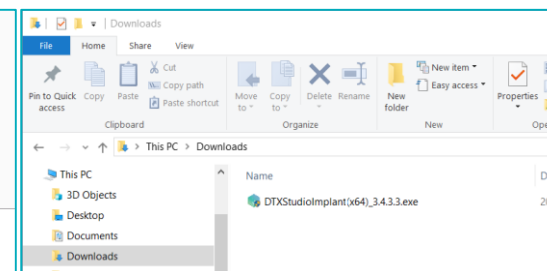 Downloads
File Home Share View
Pin to Quick access
Copy
Paste
Cut
Copy path
Paste shortcut
Move to
Copy to
Delete
Rename
New folder
New item
Easy access
Properties
Clipboard
Organize
New
This PC > Downloads
This PC
3D Objects
Desktop
Documents
Downloads
Name
DTXStudioImplant(x64)_3.4.3.3.exe